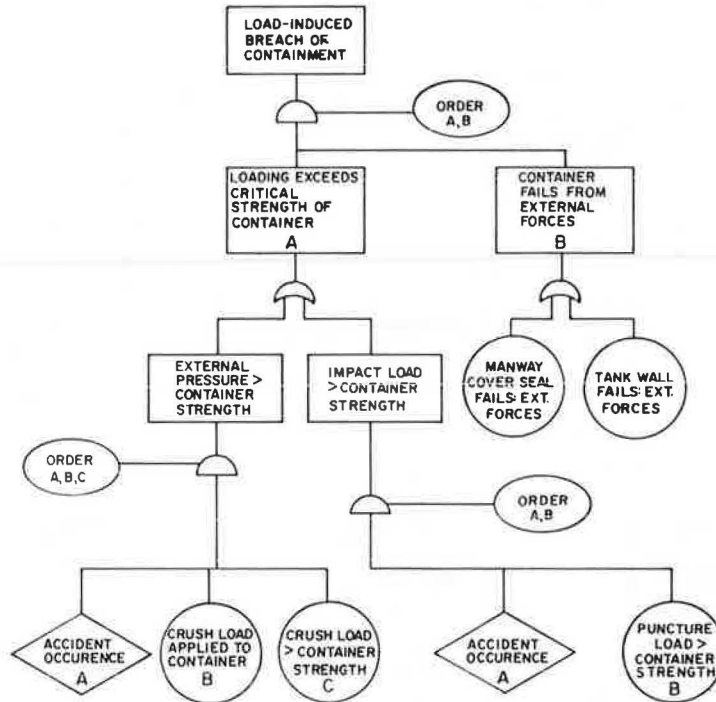 LOAD-INDUCED
BREACH OF
CONTAINMENT
ORDER
A,B
LOADING EXCEEDS
CRITICAL
STRENGTH OF
CONTAINER
A
CONTAINER
FAILS FROM
EXTERNAL
FORCES
B
EXTERNAL
PRESSURE >
CONTAINER
STRENGTH
IMPACT LOAD
> CONTAINER
STRENGTH
MANWAY
COVER SEAL
FAILS: EXT.
FORCES
TANK WALL
FAILS: EXT.
FORCES
ORDER
A,B,C
ORDER
A,B
ACCIDENT
OCCURENCE
A
CRUSH LOAD
APPLIED TO
CONTAINER
B
CRUSH LOAD
> CONTAINER
STRENGTH
C
ACCIDENT
OCCURENCE
A
PUNCTURE
LOAD >
CONTAINER
STRENGTH
B